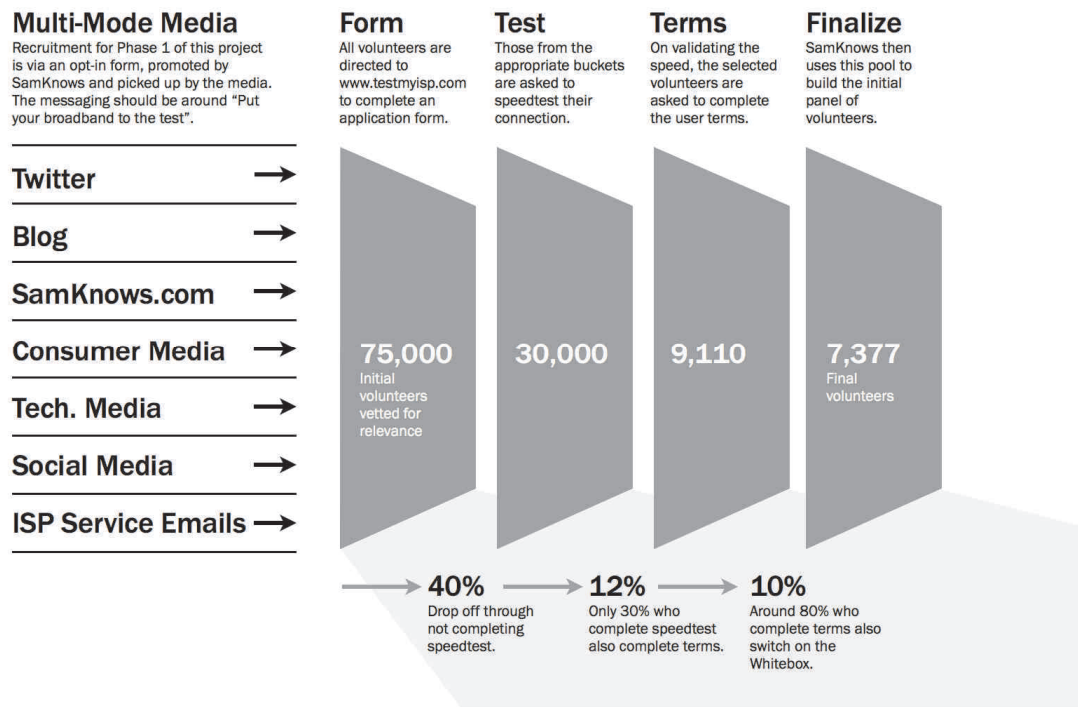 Multi-Mode Media
Recruitment for Phase 1 of this project
is via an opt-in form, promoted by
SamKnows and picked up by the media.
The messaging should be around “Put
your broadband to the test”.
Form
All volunteers are
directed to
www.testmyisp.com
to complete an
application form.
Test
Those from the
appropriate buckets
are asked to
speedtest their
connection.
Terms
On validating the
speed, the selected
volunteers are
asked to complete
the user terms.
Finalize
SamKnows then
uses this pool to
build the initial
panel of
volunteers.
Twitter
Blog
SamKnows.com
Consumer Media
Tech. Media
Social Media
ISP Service Emails
75,000
Initial
volunteers
vetted for
relevance
30,000
9,110
7,377
Final
volunteers
40%
Drop off through
not completing
speedtest.
12%
Only 30% who
complete speedtest
also complete terms.
10%
Around 80% who
complete terms also
switch on the
Whitebox.